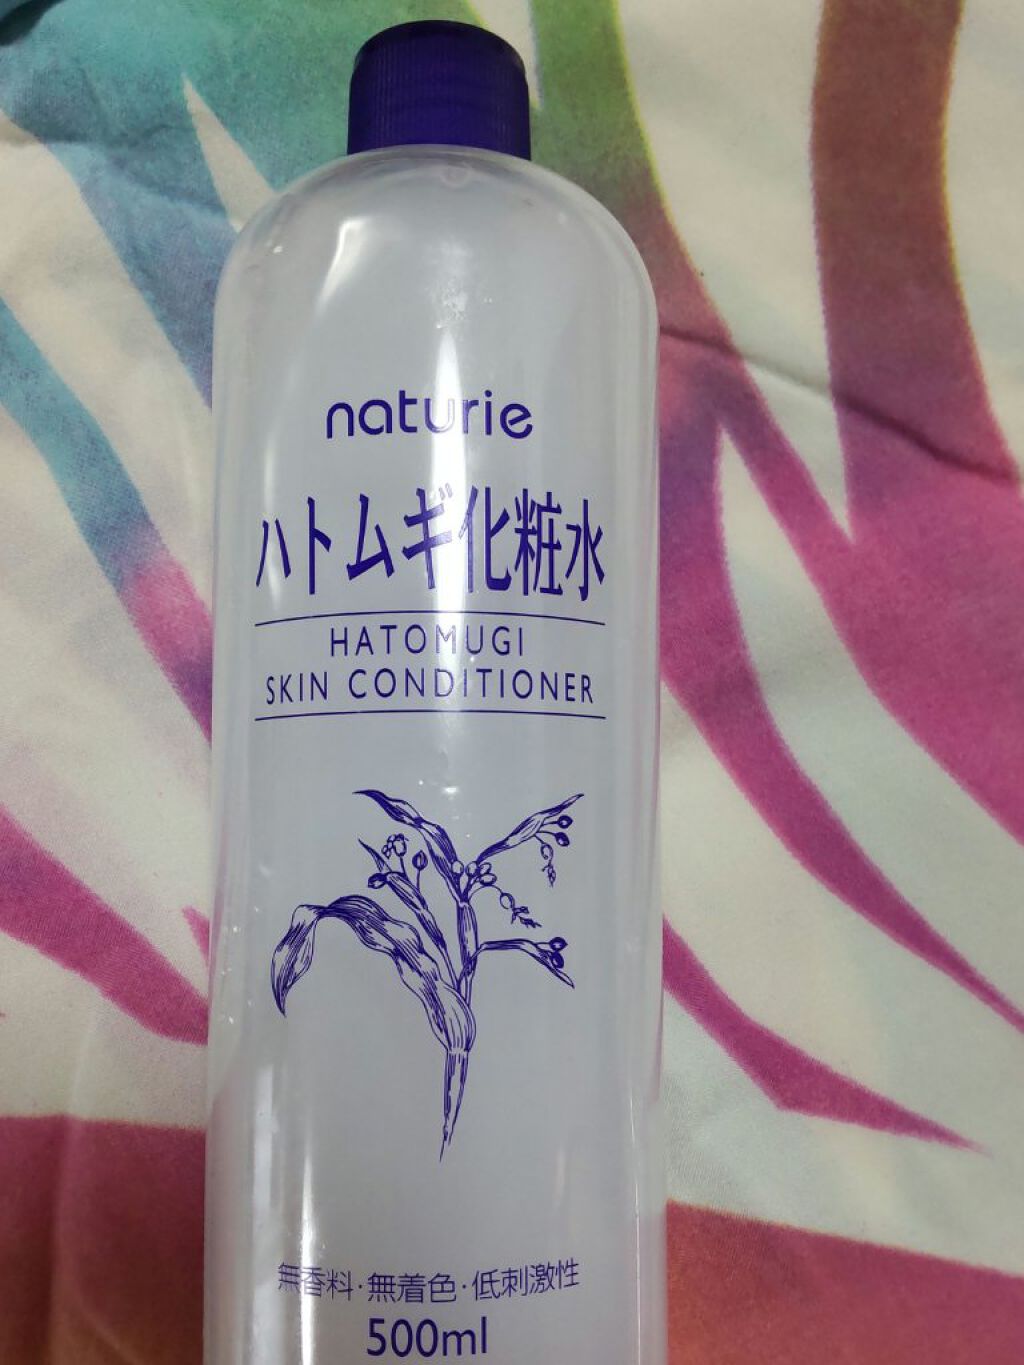 naturie
ハトムギ化粧水
HATOMUGI
SKIN CONDITIONER
無香料·無着色·低刺激性
500ml